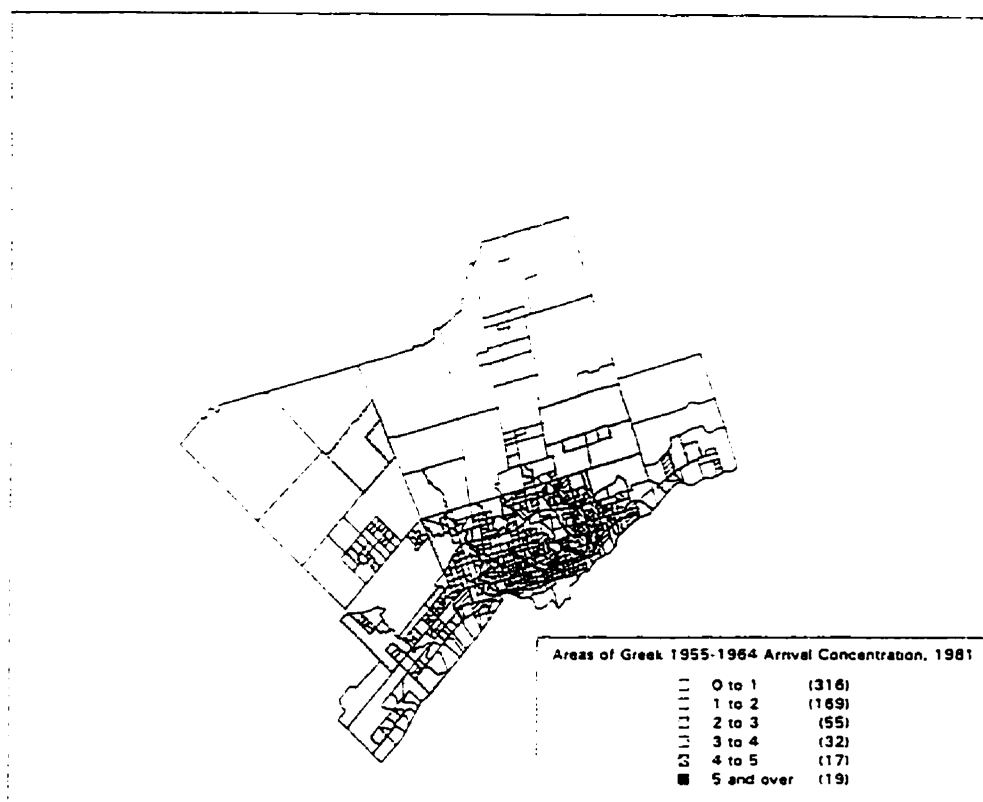 Areas of Greek 1955-1964 Arrival Concentration, 1981
0 to 1 (316)
1 to 2 (169)
2 to 3 (55)
3 to 4 (32)
4 to 5 (17)
5 and over (19)